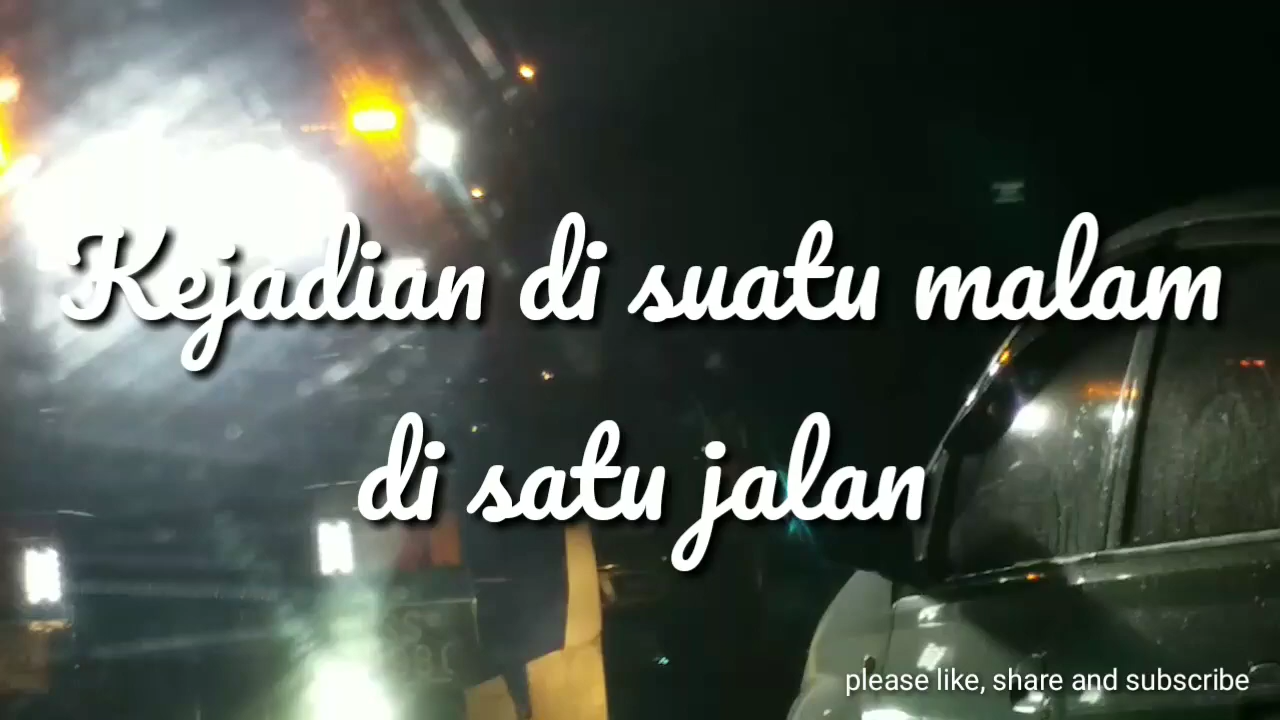 Kejadian di suatu malam
di satu jalan
please like, share and subscribe